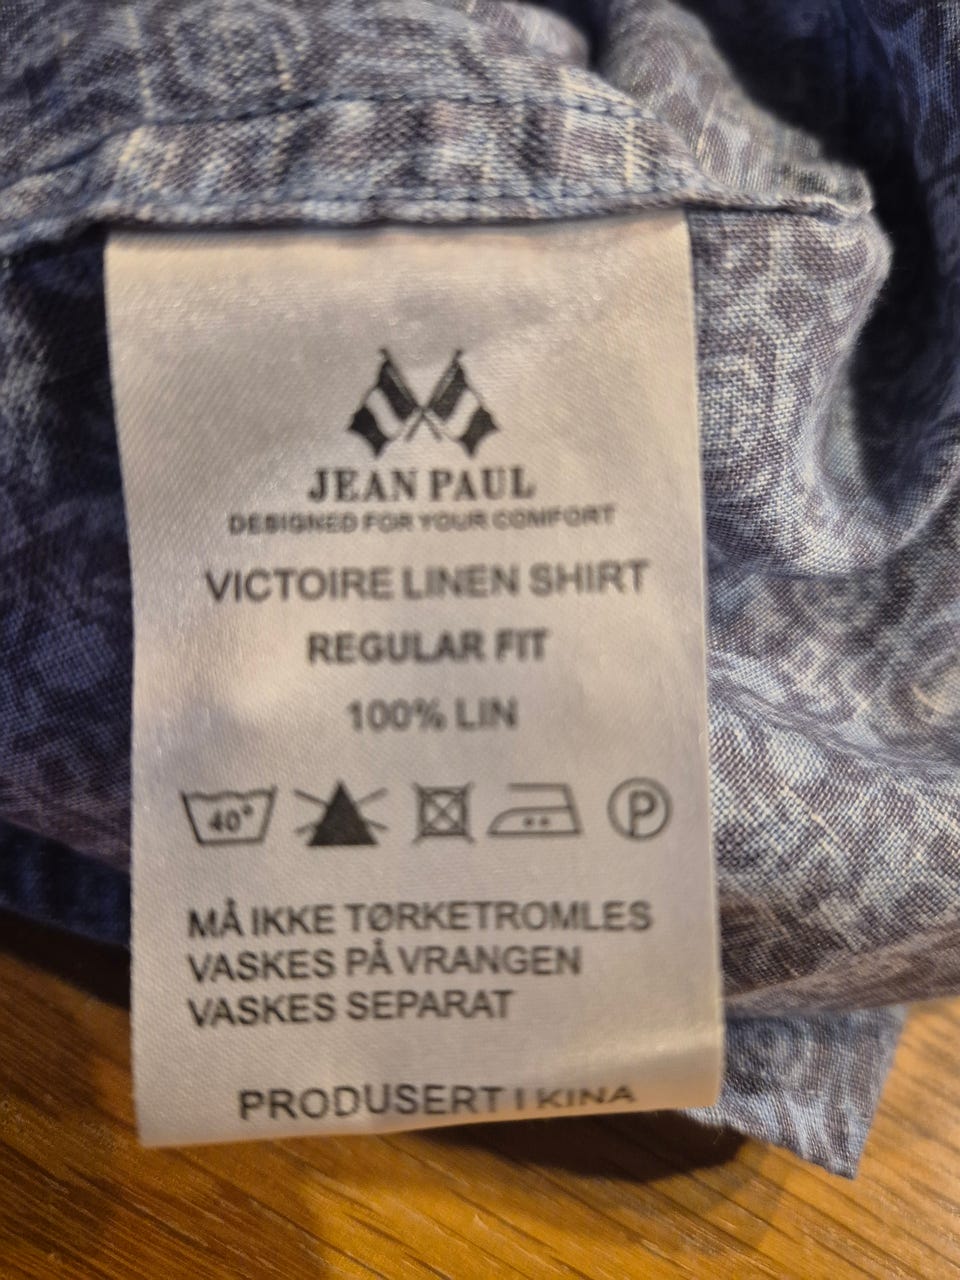 JEAN PAUL
DESIGNED FOR YOUR COMFORT
VICTOIRE LINEN SHIRT
REGULAR FIT
100% LIN
40° P
MÅ IKKE TØRKETROMLES
VASKES PÅ VRANGEN
VASKES SEPARAT
PRODUSERT I KINA